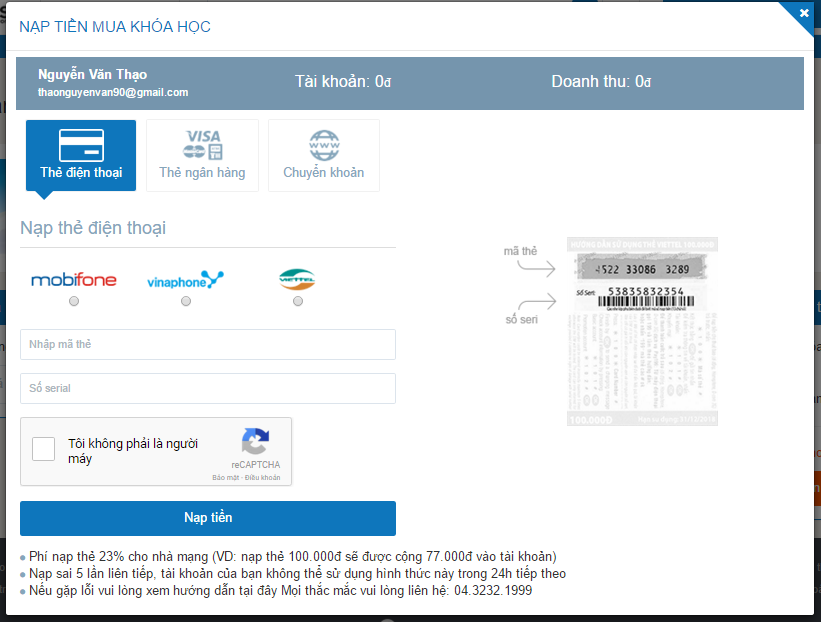 NẠP TIỀN MUA KHÓA HỌC
Nguyễn Văn Thạo
thaonguyenvan90@gmail.com
Tài khoản: 0đ
Doanh thu: 0đ
Thẻ điện thoại
VISA
Thẻ ngân hàng
WWW
Chuyển khoản
Nạp thẻ điện thoại
mobifone
vinaphone
VIETTEL
Nhập mã thẻ
Số serial
Tôi không phải là người
máy
reCAPTCHA
Bảo mật - Điều khoản
Nạp tiền
mã thẻ
số seri
HƯỚNG DẪN SỬ DỤNG THẺ VIETTEL 100.000Đ
4522 33086 3289
Số Seri: 53835832354
100.000Đ
Phí nạp thẻ 23% cho nhà mạng (VD: nạp thẻ 100.000đ sẽ được cộng 77.000đ vào tài khoản)
Nạp sai 5 lần liên tiếp, tài khoản của bạn không thể sử dụng hình thức này trong 24h tiếp theo
Nếu gặp lỗi vui lòng xem hướng dẫn tại đây Mọi thắc mắc vui lòng liên hệ: 04.3232.1999